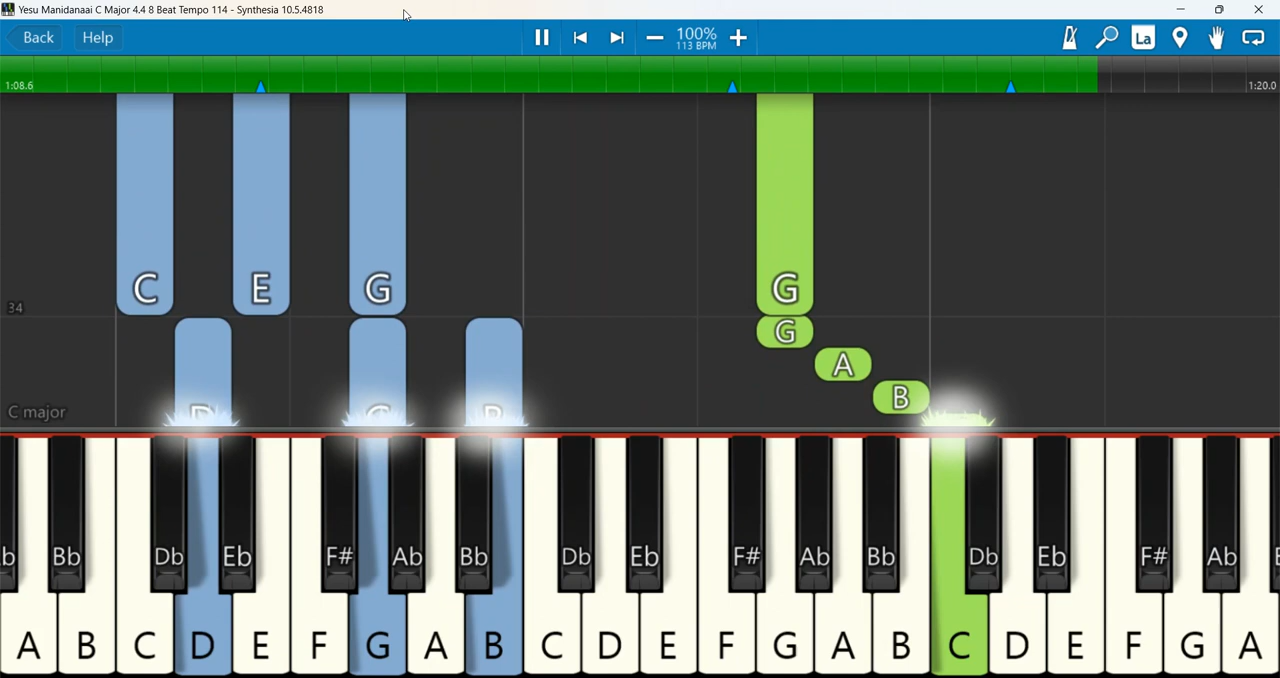 Yesu Manidanaai C Major 4.4 8 Beat Tempo 114 - Synthesia 10.5.4818
Back Help 100% La
113 BPM
1:08.6 1:20.0
C E G G
34
G
A
B
D G B
C major
Bb Db Eb F# Ab Bb Db Eb F# Ab Bb Db Eb F# Ab
A B C D E F G A B C D E F G A B C D E F G A